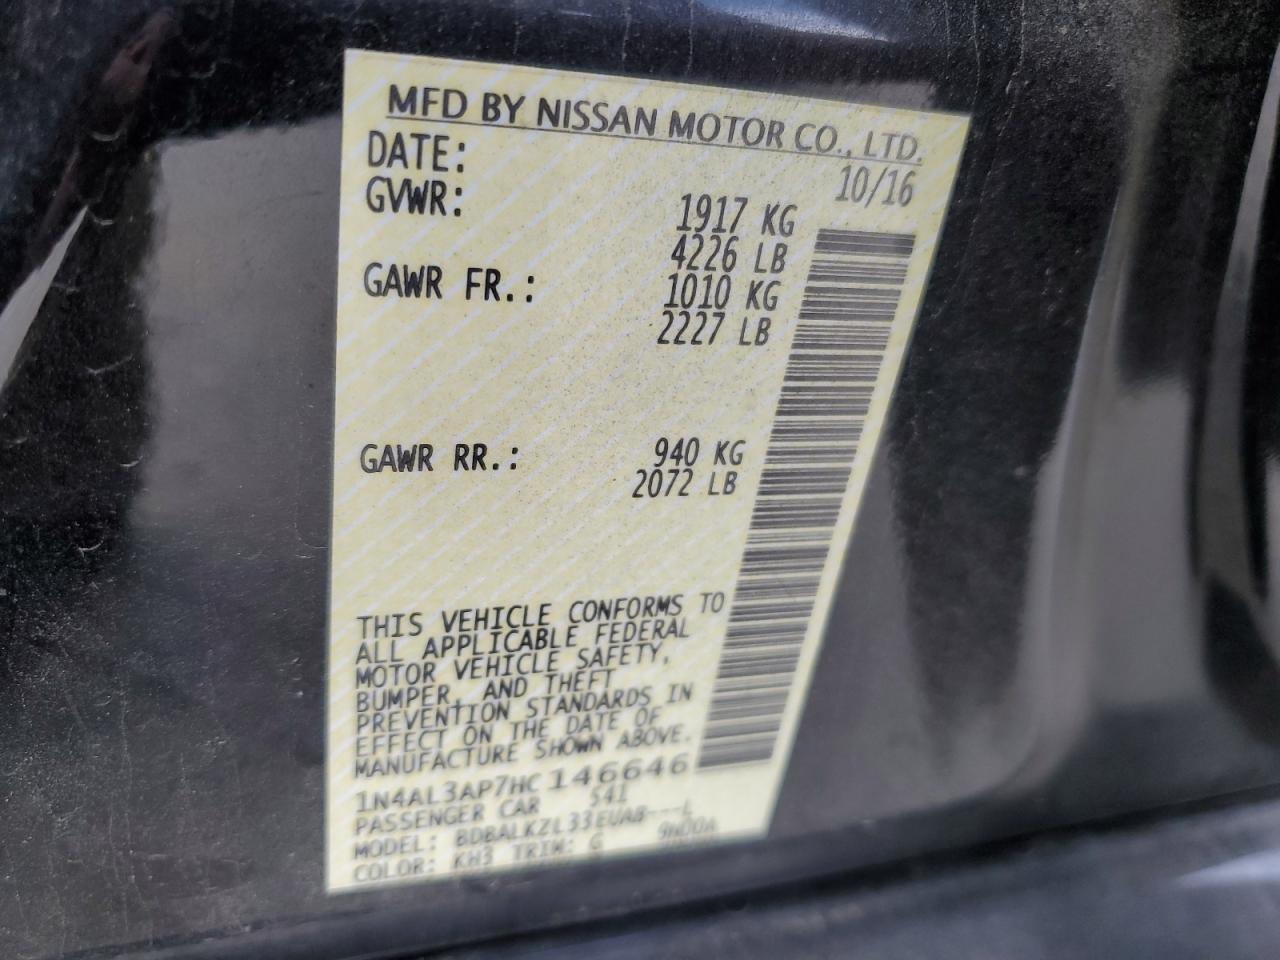 MFD BY NISSAN MOTOR CO., LTD.
DATE: 10/16
GVWR: 1917 KG
4226 LB
GAWR FR.: 1010 KG
2227 LB
GAWR RR.: 940 KG
2072 LB
THIS VEHICLE CONFORMS TO
ALL APPLICABLE FEDERAL
MOTOR VEHICLE SAFETY,
BUMPER, AND THEFT
PREVENTION STANDARDS IN
EFFECT ON THE DATE OF
MANUFACTURE SHOWN ABOVE.
1N4AL3AP7HC146646
PASSENGER CAR 541
MODEL: BDBALKZL33EUAB---L
COLOR: KH3 TRIM: G